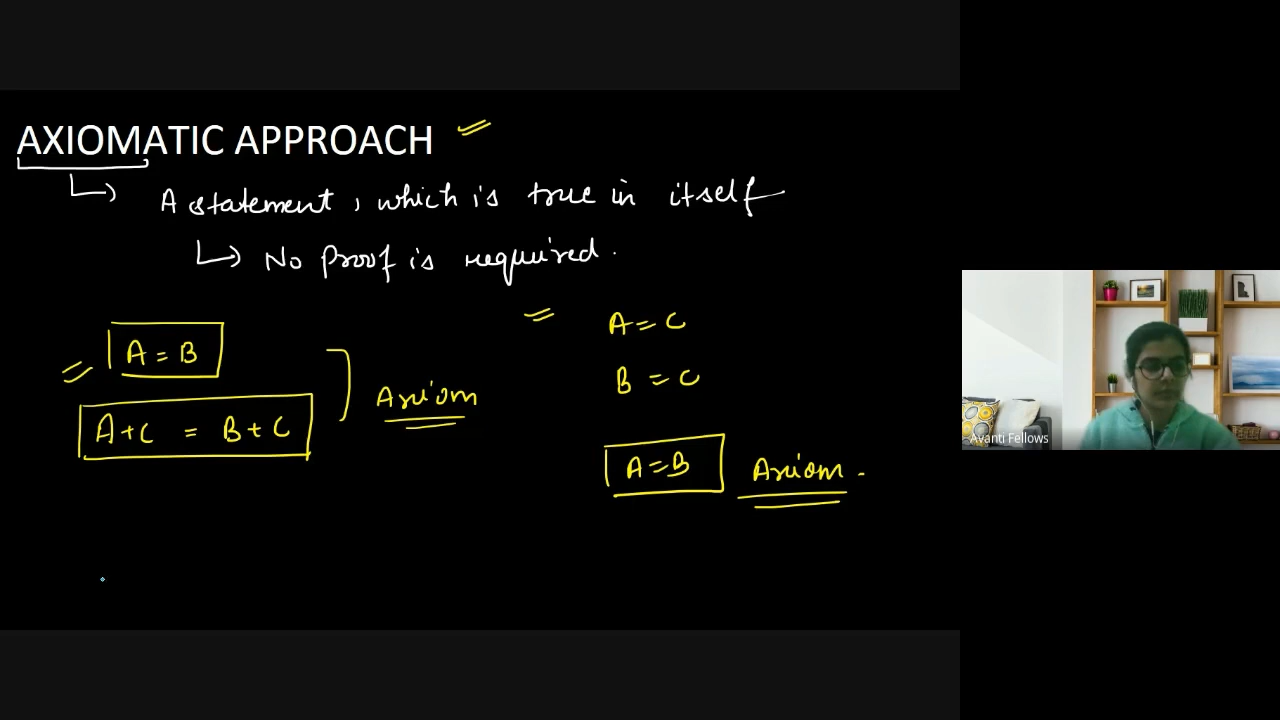 AXIOMATIC APPROACH
A statement, which is true in itself
No Proof is required.
A = B
A+C = B+C
Axiom
A = C
B = C
A=B
Axiom.
Avanti Fellows